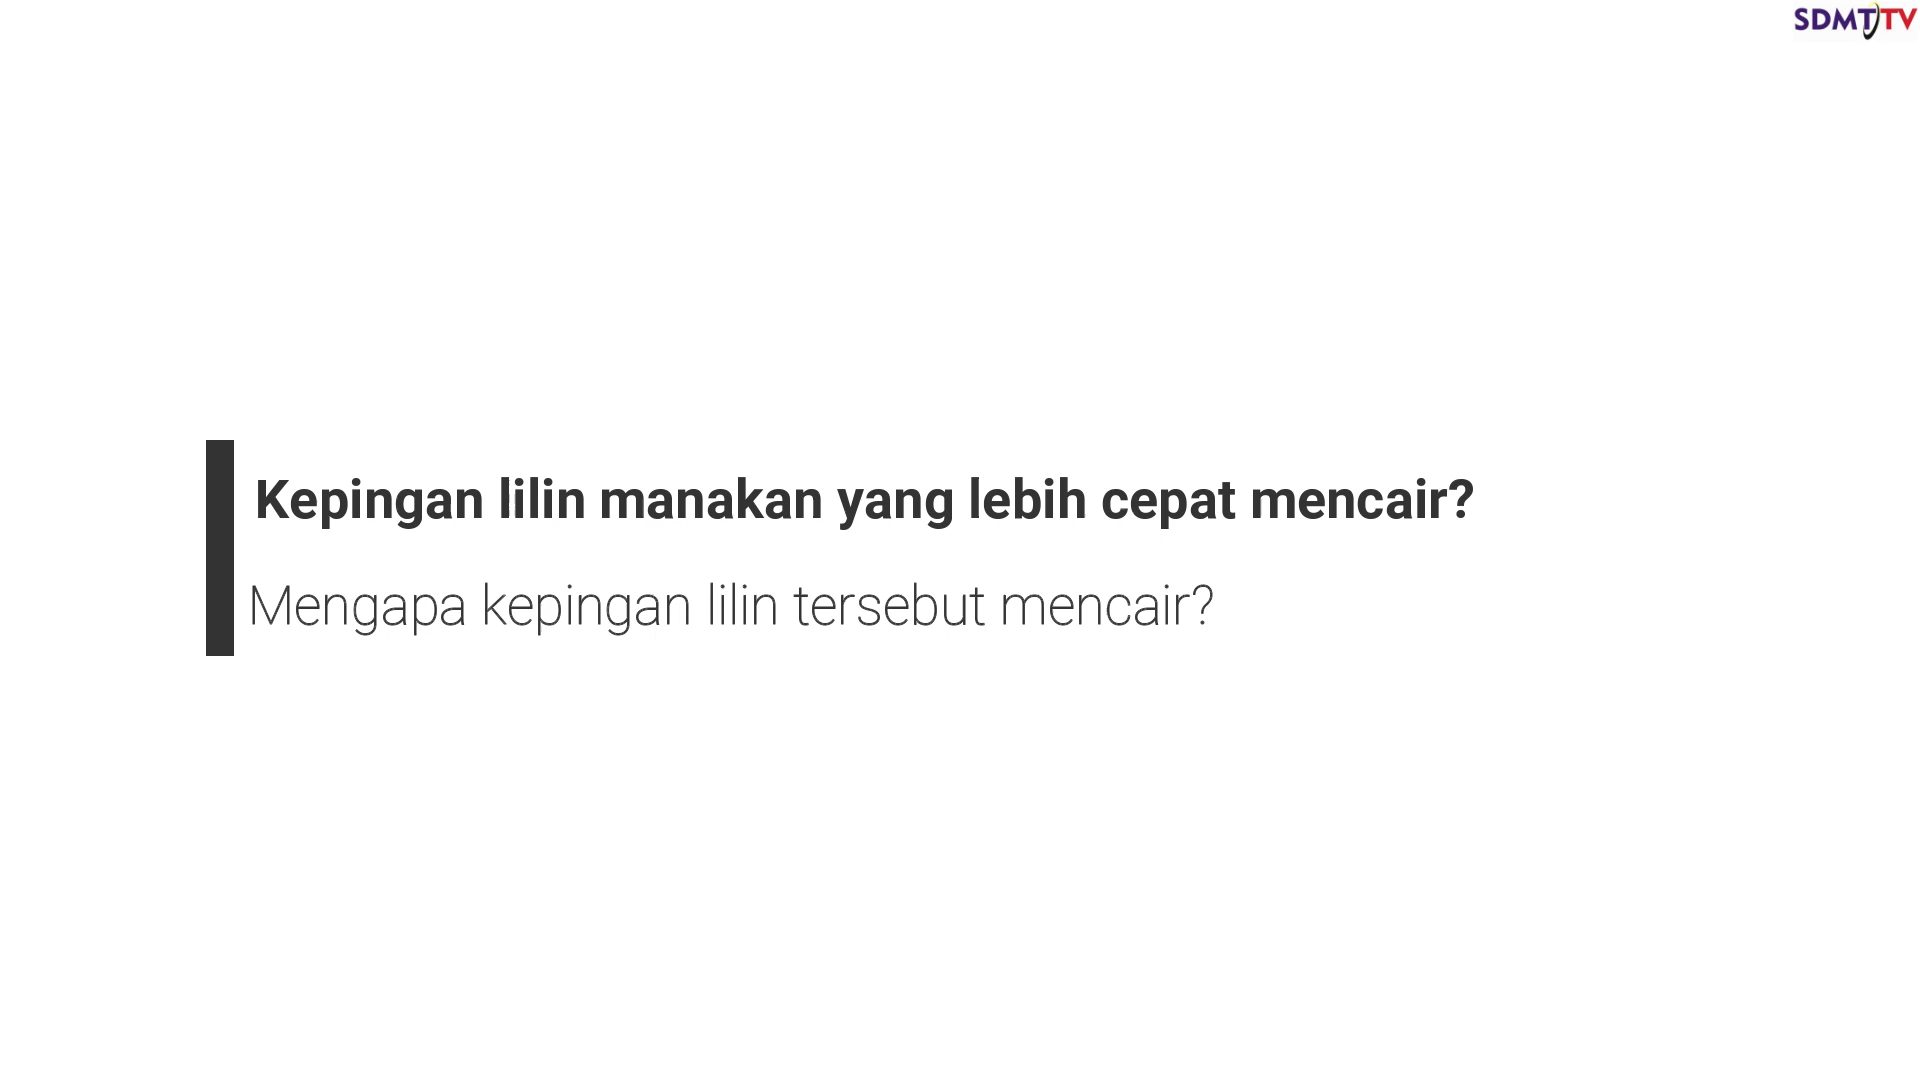 SDMTTV
Kepingan lilin manakan yang lebih cepat mencair?
Mengapa kepingan lilin tersebut mencair?